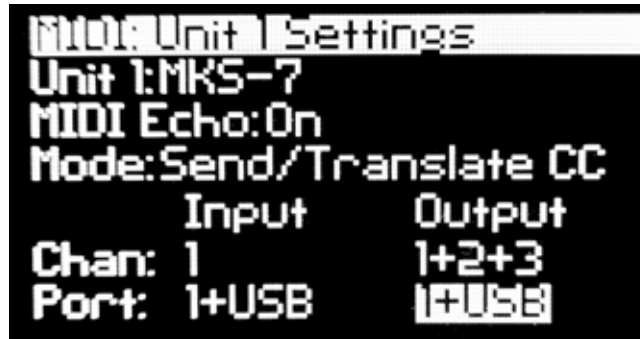 MIDI: Unit 1 Settings
Unit 1:MKS-7
MIDI Echo:On
Mode:Send/Translate CC
Input Output
Chan: 1 1+2+3
Port: 1+USB 1+USB